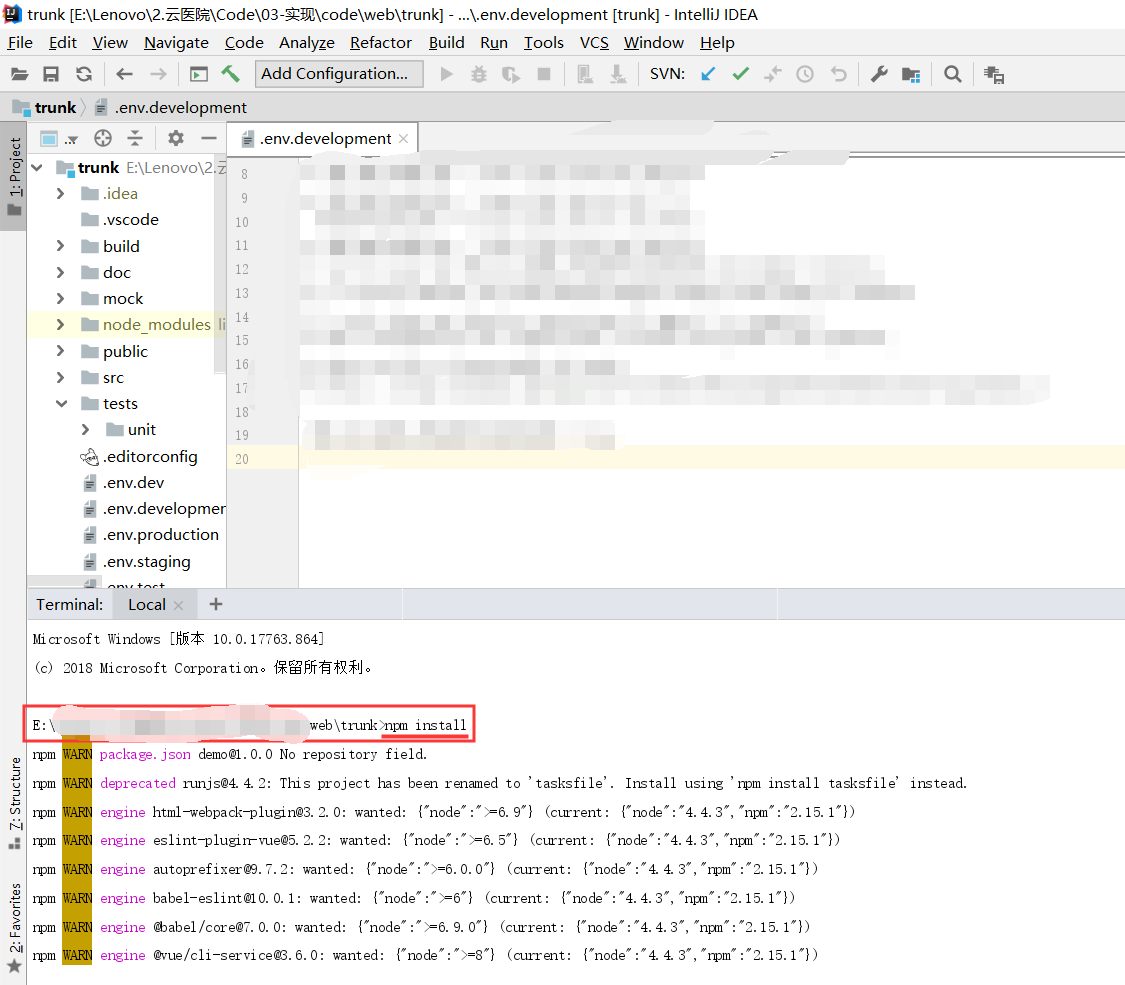 trunk [E:\Lenovo\2.云医院\Code\03-实现\code\web\trunk] - ...\.env.development [trunk] - IntelliJ IDEA
File Edit View Navigate Code Analyze Refactor Build Run Tools VCS Window Help
Add Configuration... SVN:
trunk .env.development
1: Project
.env.development
trunk E:\Lenovo\2.
.idea
.vscode
build
doc
mock
node_modules li
public
src
tests
unit
.editorconfig
.env.dev
.env.developmen
.env.production
.env.staging
.env.test
8
9
10
11
12
13
14
15
16
17
18
19
20
Terminal: Local
Microsoft Windows [版本 10.0.17763.864]
(c) 2018 Microsoft Corporation。保留所有权利。
E:\ web\trunk>npm install
npm WARN package.json demo@1.0.0 No repository field.
npm WARN deprecated runjs@4.4.2: This project has been renamed to 'tasksfile'. Install using 'npm install tasksfile' instead.
npm WARN engine html-webpack-plugin@3.2.0: wanted: {"node":">=6.9"} (current: {"node":"4.4.3","npm":"2.15.1"})
npm WARN engine eslint-plugin-vue@5.2.2: wanted: {"node":">=6.5"} (current: {"node":"4.4.3","npm":"2.15.1"})
npm WARN engine autoprefixer@9.7.2: wanted: {"node":">=6.0.0"} (current: {"node":"4.4.3","npm":"2.15.1"})
npm WARN engine babel-eslint@10.0.1: wanted: {"node":">=6"} (current: {"node":"4.4.3","npm":"2.15.1"})
npm WARN engine @babel/core@7.0.0: wanted: {"node":">=6.9.0"} (current: {"node":"4.4.3","npm":"2.15.1"})
npm WARN engine @vue/cli-service@3.6.0: wanted: {"node":">=8"} (current: {"node":"4.4.3","npm":"2.15.1"})
7: Structure
2: Favorites